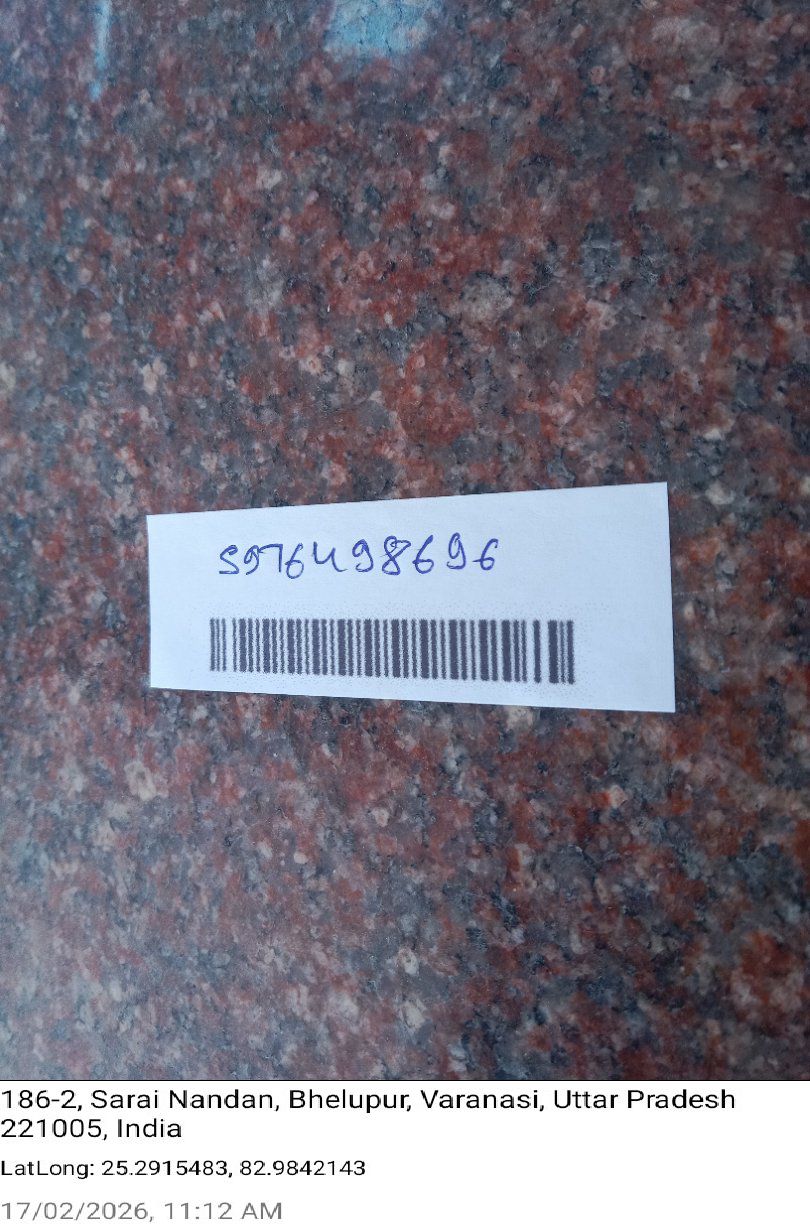 5976498696
186-2, Sarai Nandan, Bhelupur, Varanasi, Uttar Pradesh
221005, India
LatLong: 25.2915483, 82.9842143
17/02/2026, 11:12 AM